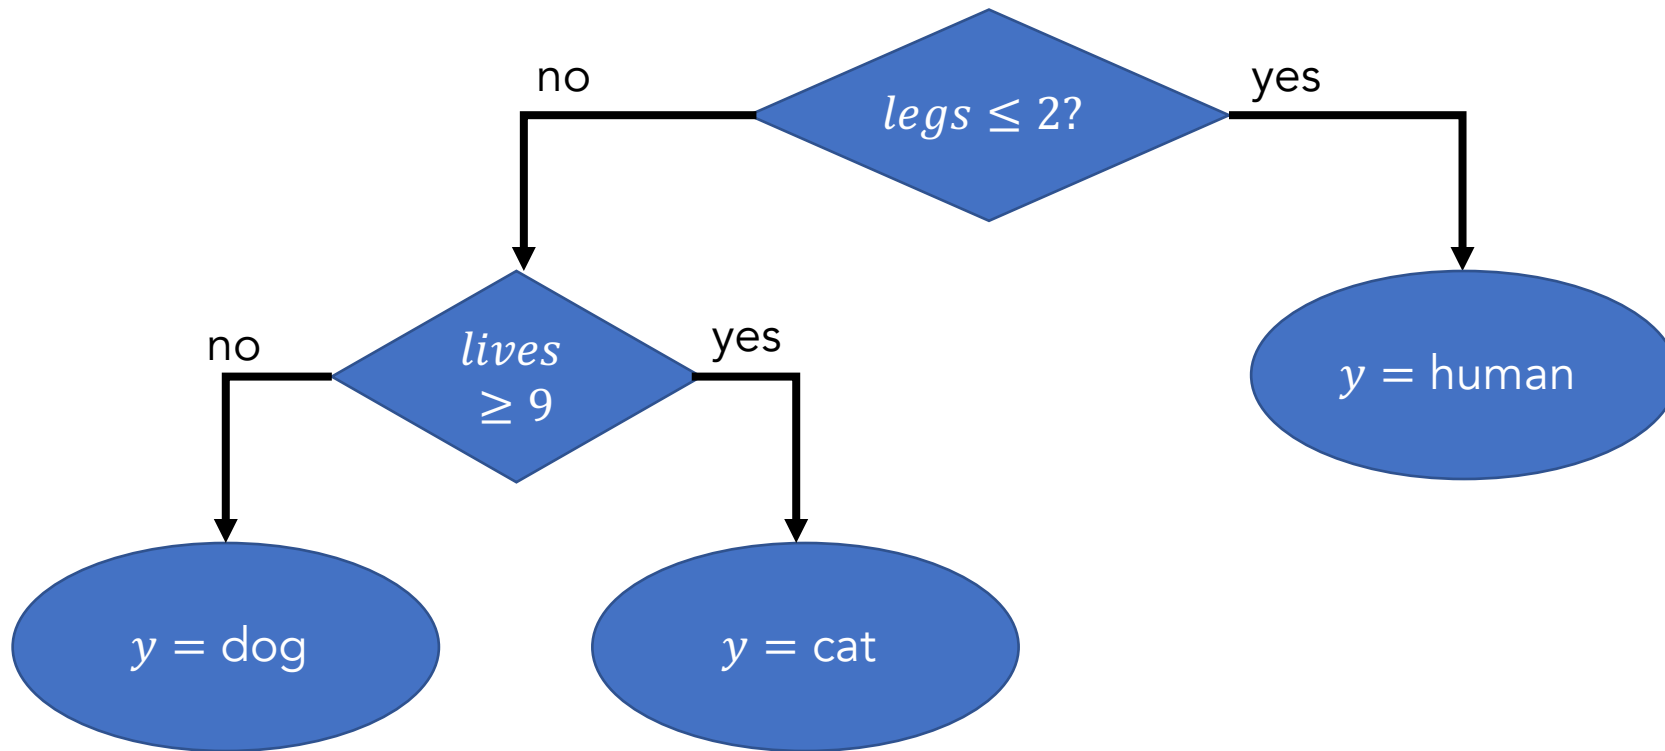 no
legs ≤ 2?
yes
no
lives
≥ 9
yes
y = human
y = dog
y = cat